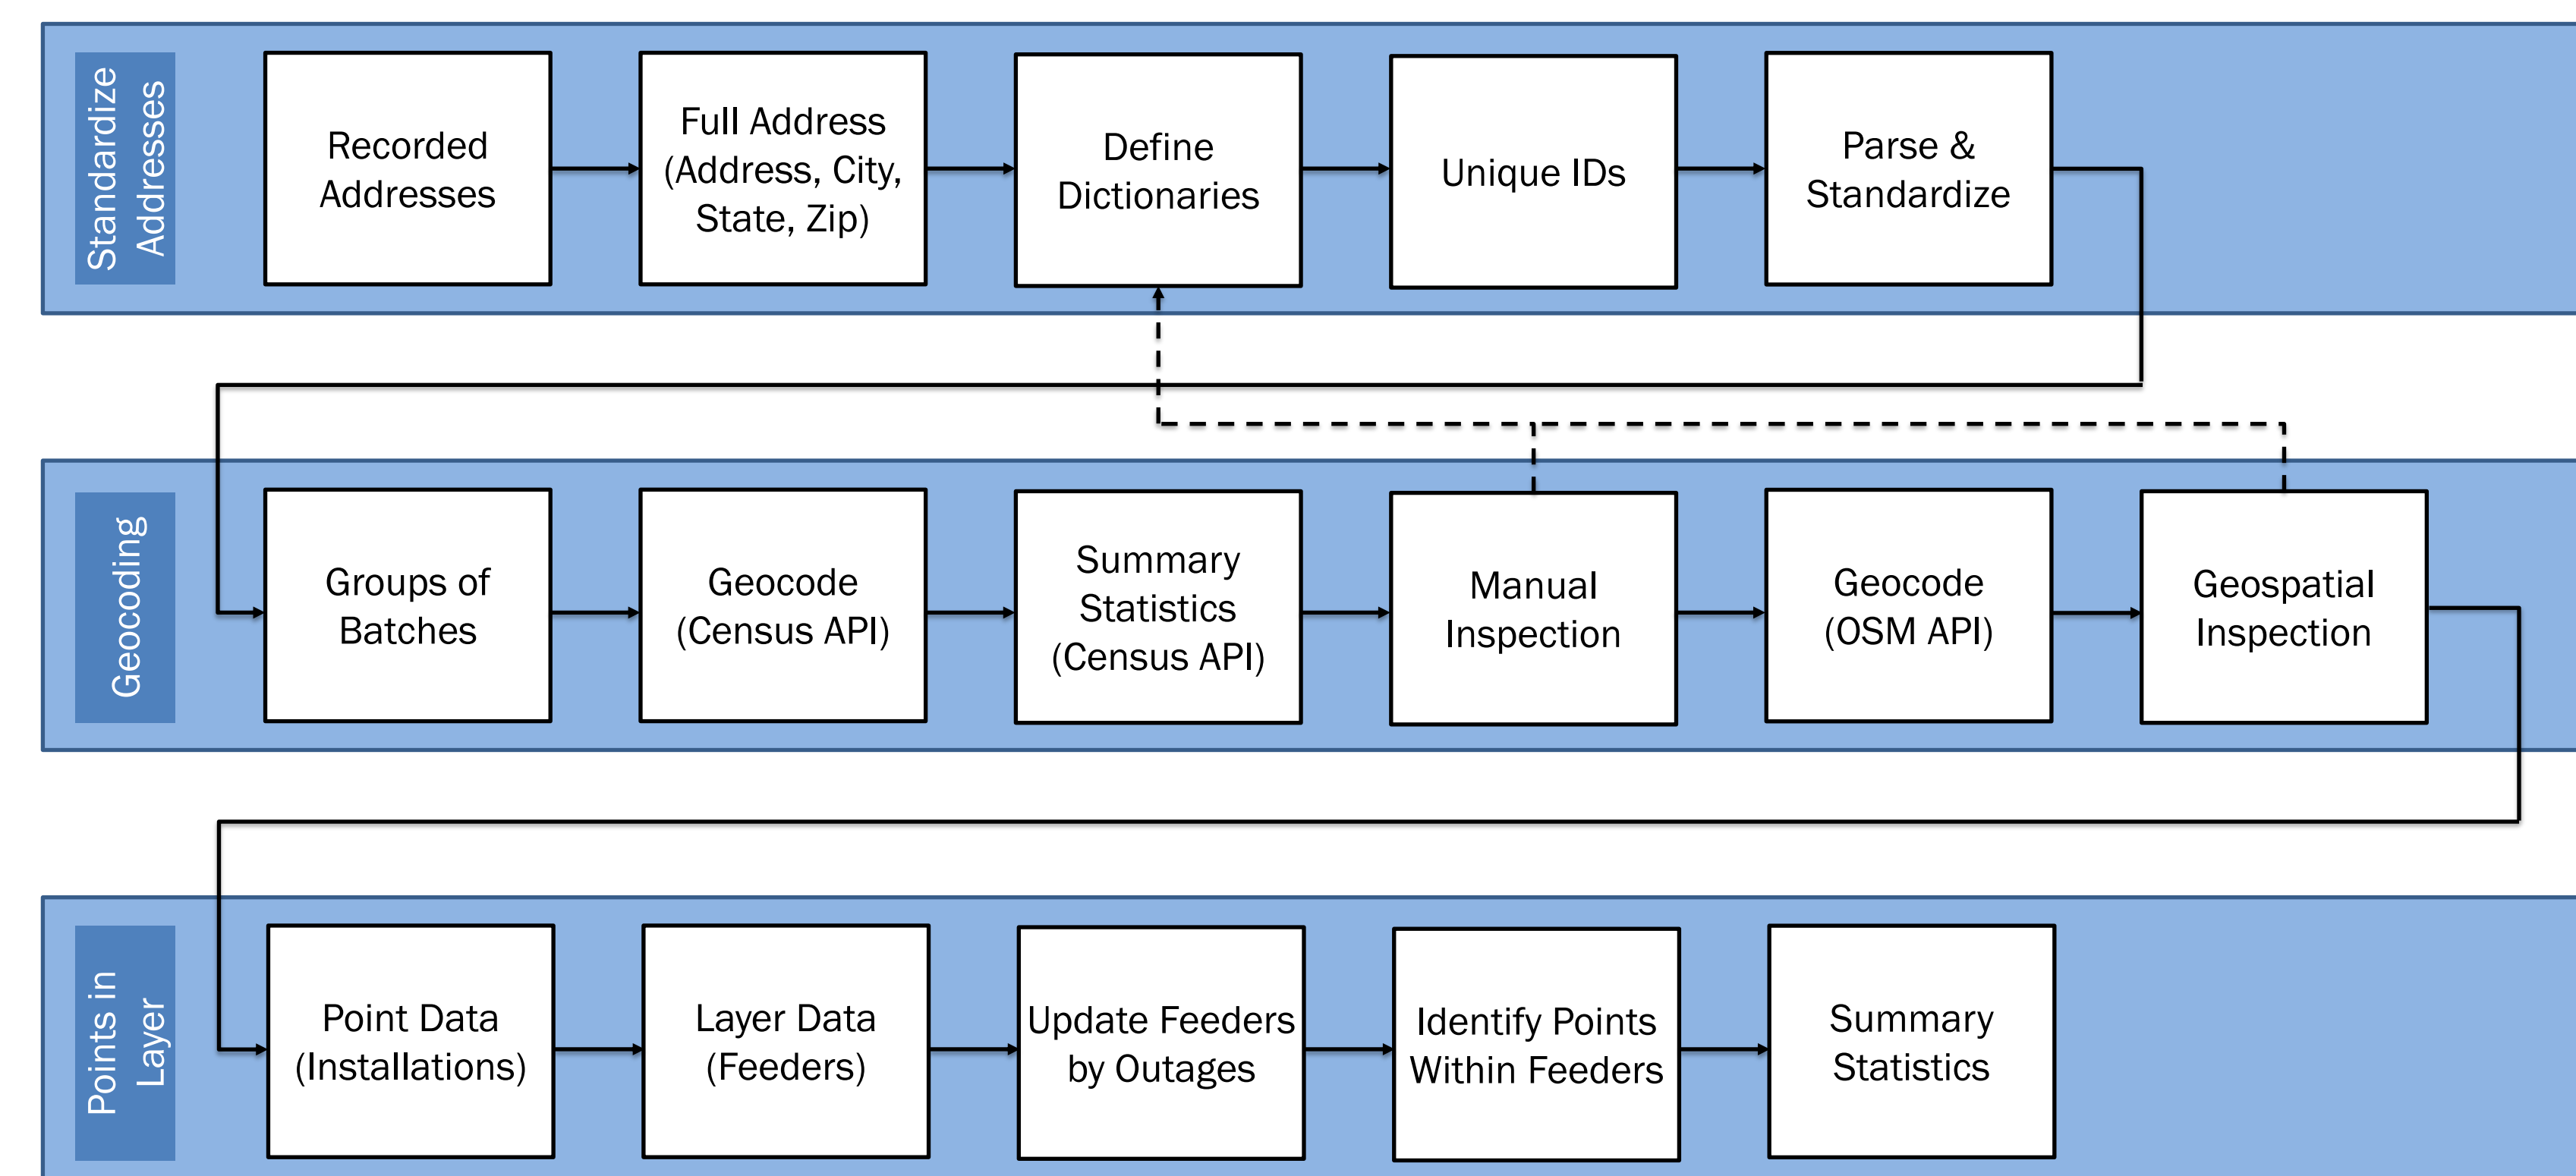 Standardize
Addresses
Recorded
Addresses
Full Address
(Address, City,
State, Zip)
Define
Dictionaries
Unique IDs
Parse &
Standardize
Geocoding
Groups of
Batches
Geocode
(Census API)
Summary
Statistics
(Census API)
Manual
Inspection
Geocode
(OSM API)
Geospatial
Inspection
Points in
Layer
Point Data
(Installations)
Layer Data
(Feeders)
Update Feeders
by Outages
Identify Points
Within Feeders
Summary
Statistics